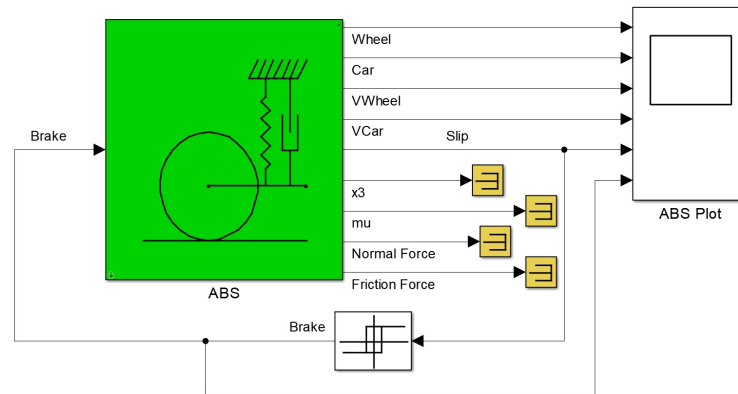 Wheel
Car
VWheel
VCar
Slip
Brake
x3
mu
Normal Force
Friction Force
ABS
ABS Plot
Brake